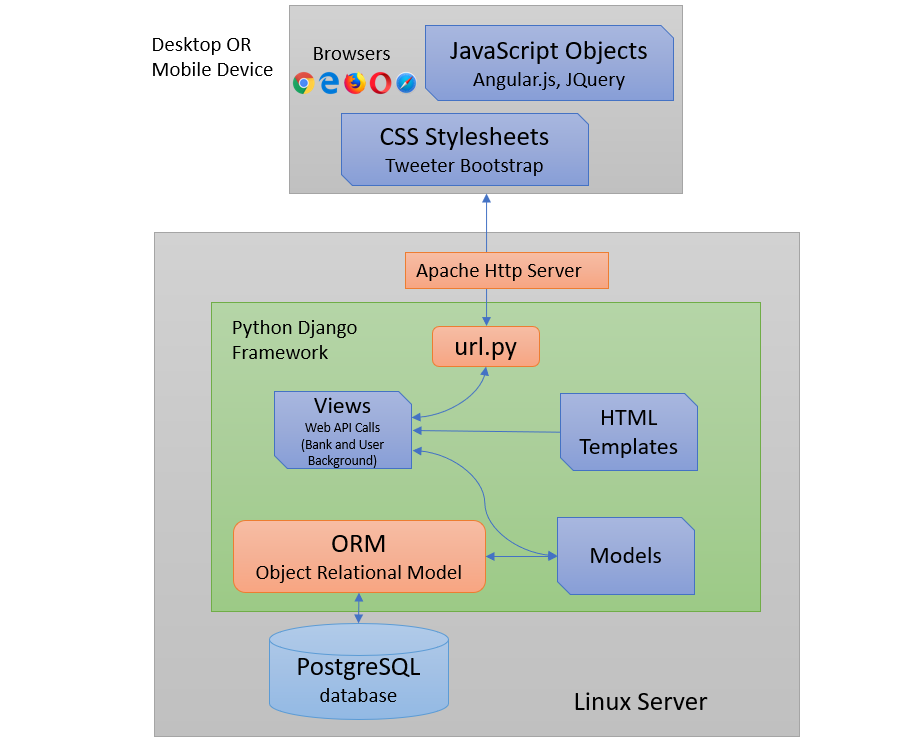 Desktop OR
Mobile Device
Browsers
JavaScript Objects
Angular.js, JQuery
CSS Stylesheets
Tweeter Bootstrap
Apache Http Server
Python Django
Framework
url.py
Views
Web API Calls
(Bank and User
Background)
HTML
Templates
ORM
Object Relational Model
Models
PostgreSQL
database
Linux Server